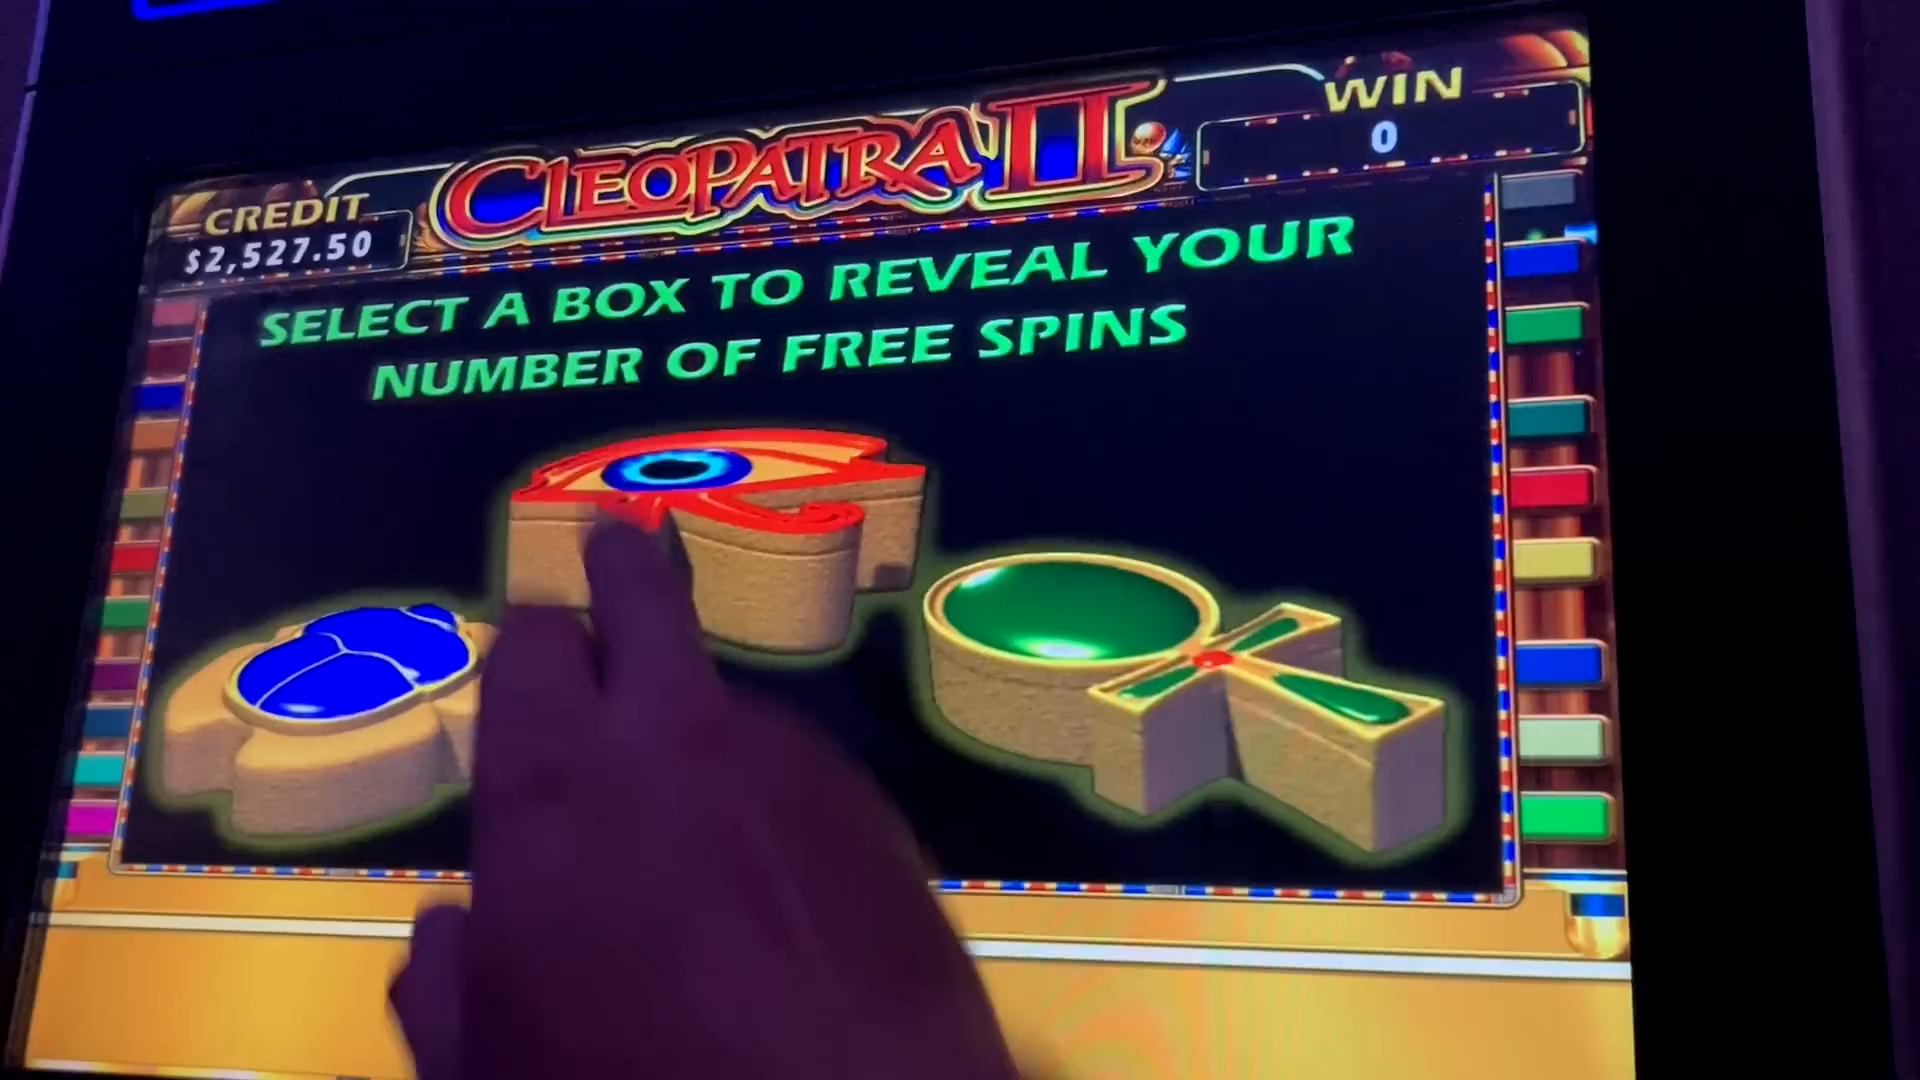 CLEOPATRA II
WIN
0
CREDIT
$2,527.50
SELECT A BOX TO REVEAL YOUR
NUMBER OF FREE SPINS